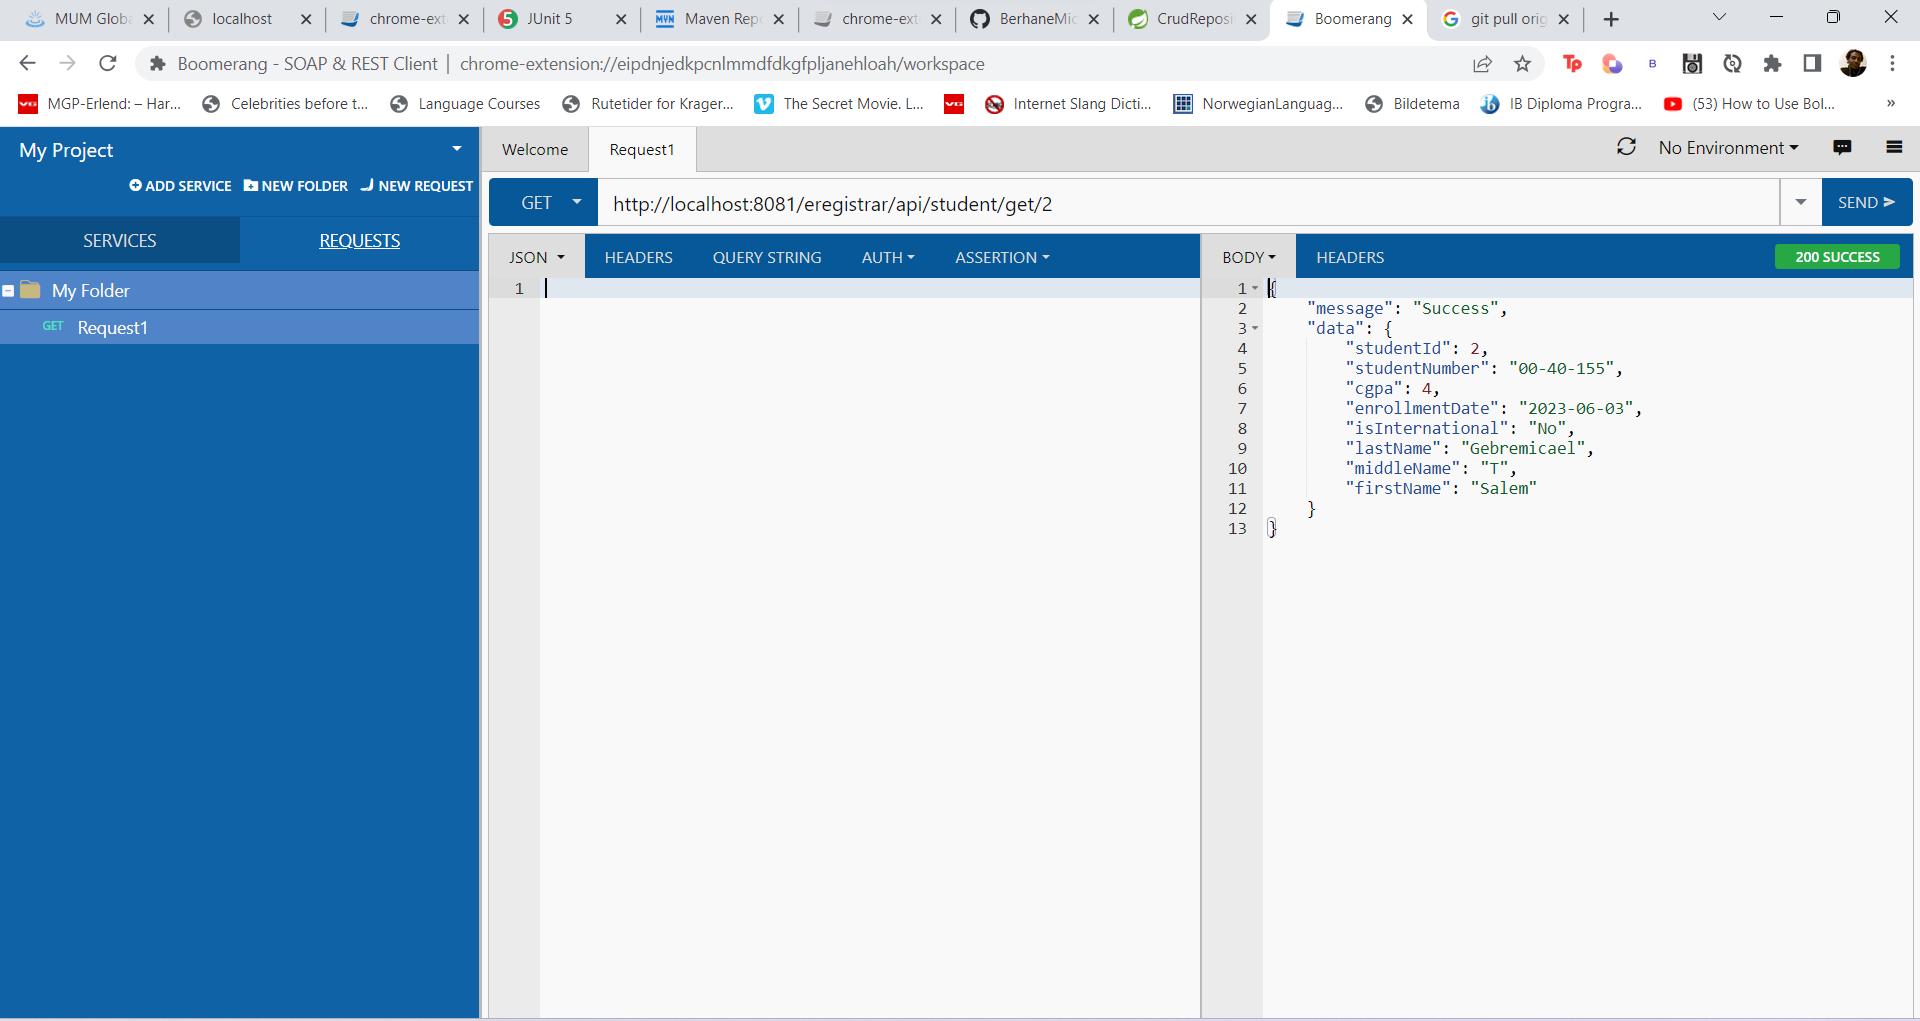 MUM Globa
localhost
chrome-ext
JUnit 5
Maven Rep
chrome-ext
BerhaneMic
CrudReposi
Boomerang
git pull orig
Boomerang - SOAP & REST Client | chrome-extension://eipdnjedkpcnlmmdfdkgfpljanehloah/workspace
MGP-Erlend: – Har...
Celebrities before t...
Language Courses
Rutetider for Krager...
The Secret Movie. L...
Internet Slang Dicti...
NorwegianLanguag...
Bildetema
IB Diploma Progra...
(53) How to Use Bol...
»
My Project
ADD SERVICE
NEW FOLDER
NEW REQUEST
SERVICES
REQUESTS
My Folder
GET Request1
Welcome
Request1
No Environment
GET
http://localhost:8081/eregistrar/api/student/get/2
SEND
JSON
HEADERS
QUERY STRING
AUTH
ASSERTION
1
BODY
HEADERS
200 SUCCESS
1 {
2 "message": "Success",
3 "data": {
4 "studentId": 2,
5 "studentNumber": "00-40-155",
6 "cgpa": 4,
7 "enrollmentDate": "2023-06-03",
8 "isInternational": "No",
9 "lastName": "Gebremicael",
10 "middleName": "T",
11 "firstName": "Salem"
12 }
13 }